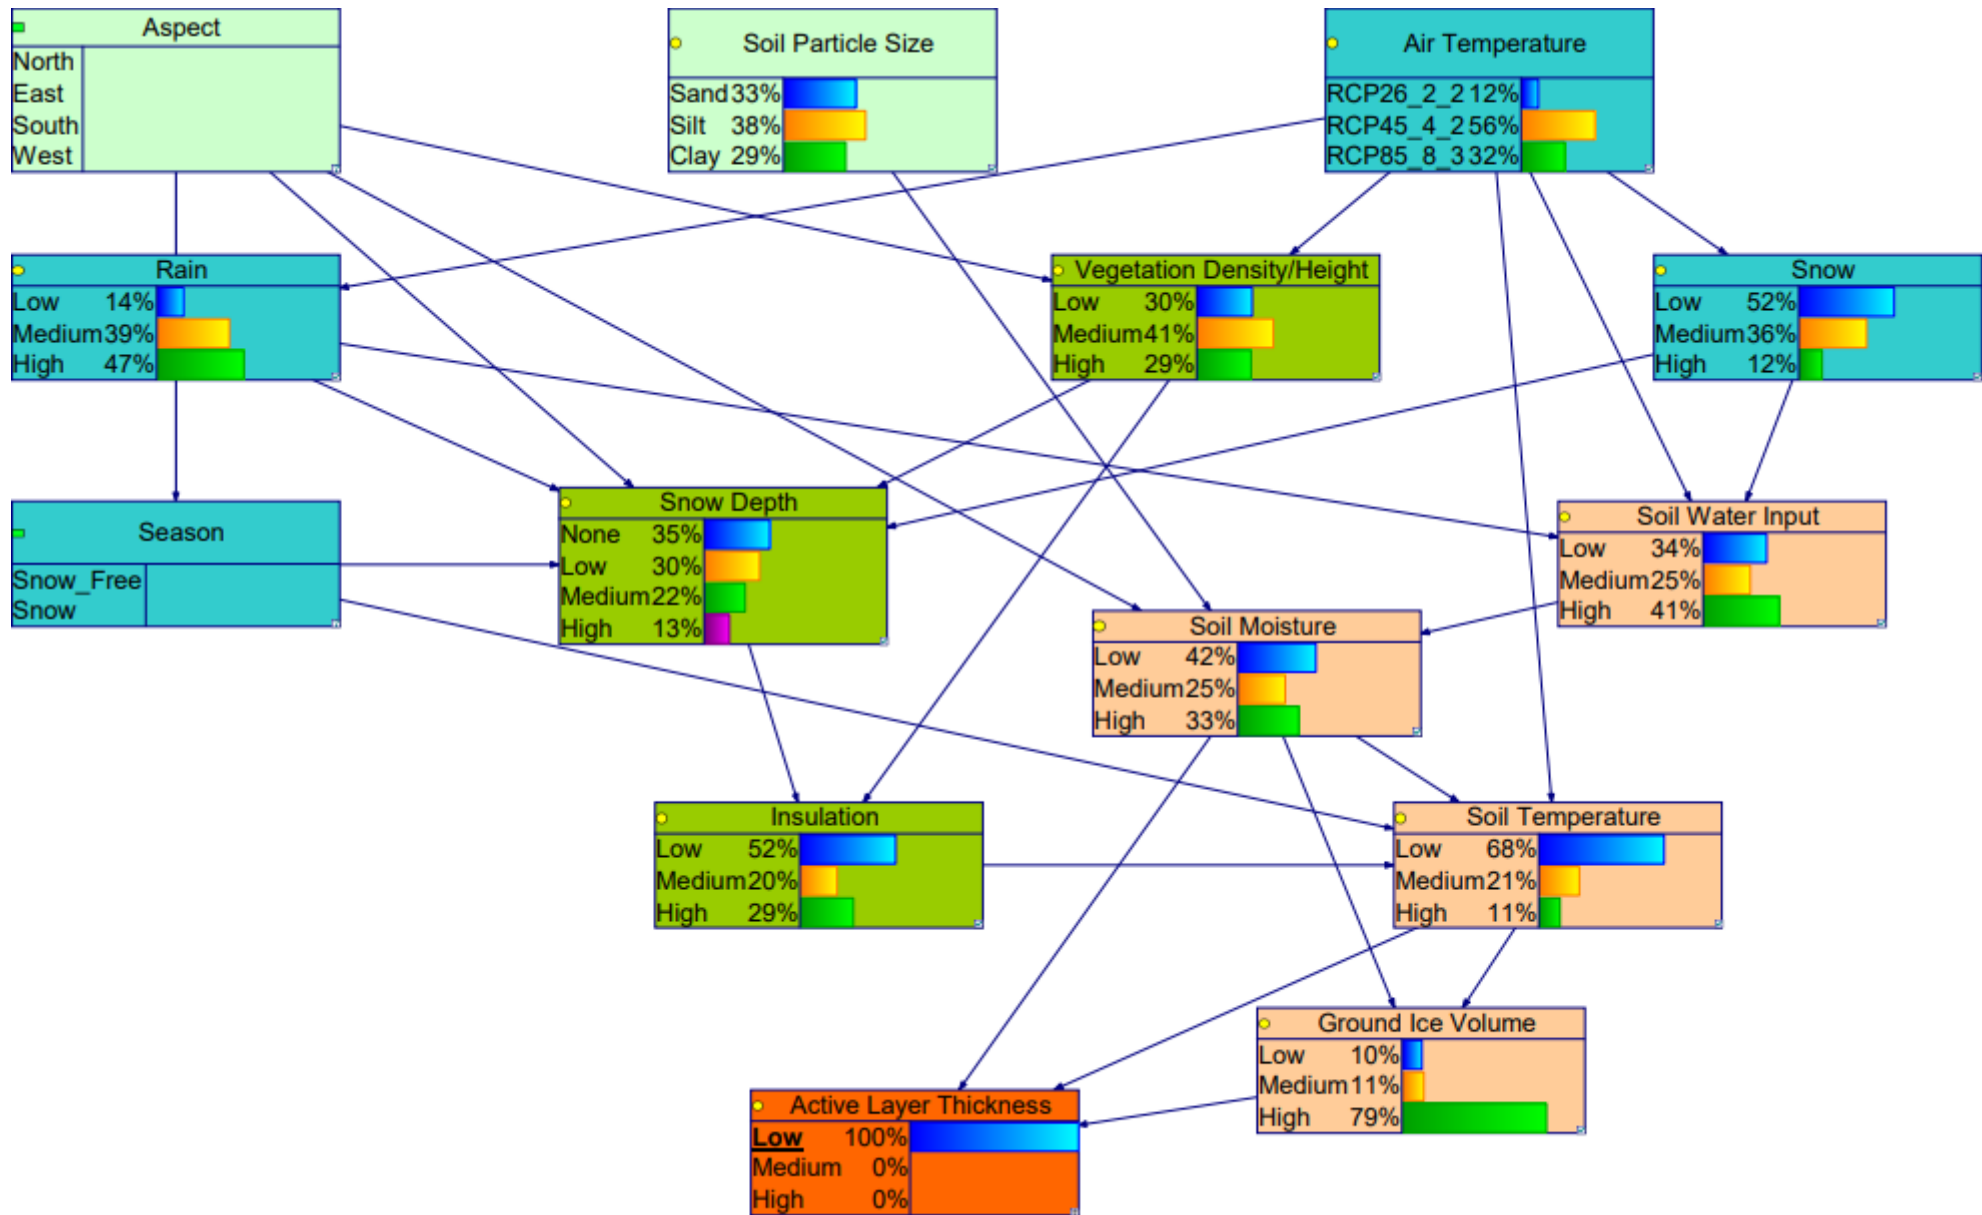 Aspect
North
East
South
West
Soil Particle Size
Sand 33%
Silt 38%
Clay 29%
Air Temperature
RCP26_2_2 12%
RCP45_4_2 56%
RCP85_8_3 32%
Rain
Low 14%
Medium 39%
High 47%
Vegetation Density/Height
Low 30%
Medium 41%
High 29%
Snow
Low 52%
Medium 36%
High 12%
Season
Snow_Free
Snow
Snow Depth
None 35%
Low 30%
Medium 22%
High 13%
Soil Water Input
Low 34%
Medium 25%
High 41%
Soil Moisture
Low 42%
Medium 25%
High 33%
Insulation
Low 52%
Medium 20%
High 29%
Soil Temperature
Low 68%
Medium 21%
High 11%
Ground Ice Volume
Low 10%
Medium 11%
High 79%
Active Layer Thickness
Low 100%
Medium 0%
High 0%